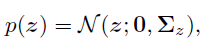 p(z) = 𝒩(z; 𝟎, 𝚺_z),